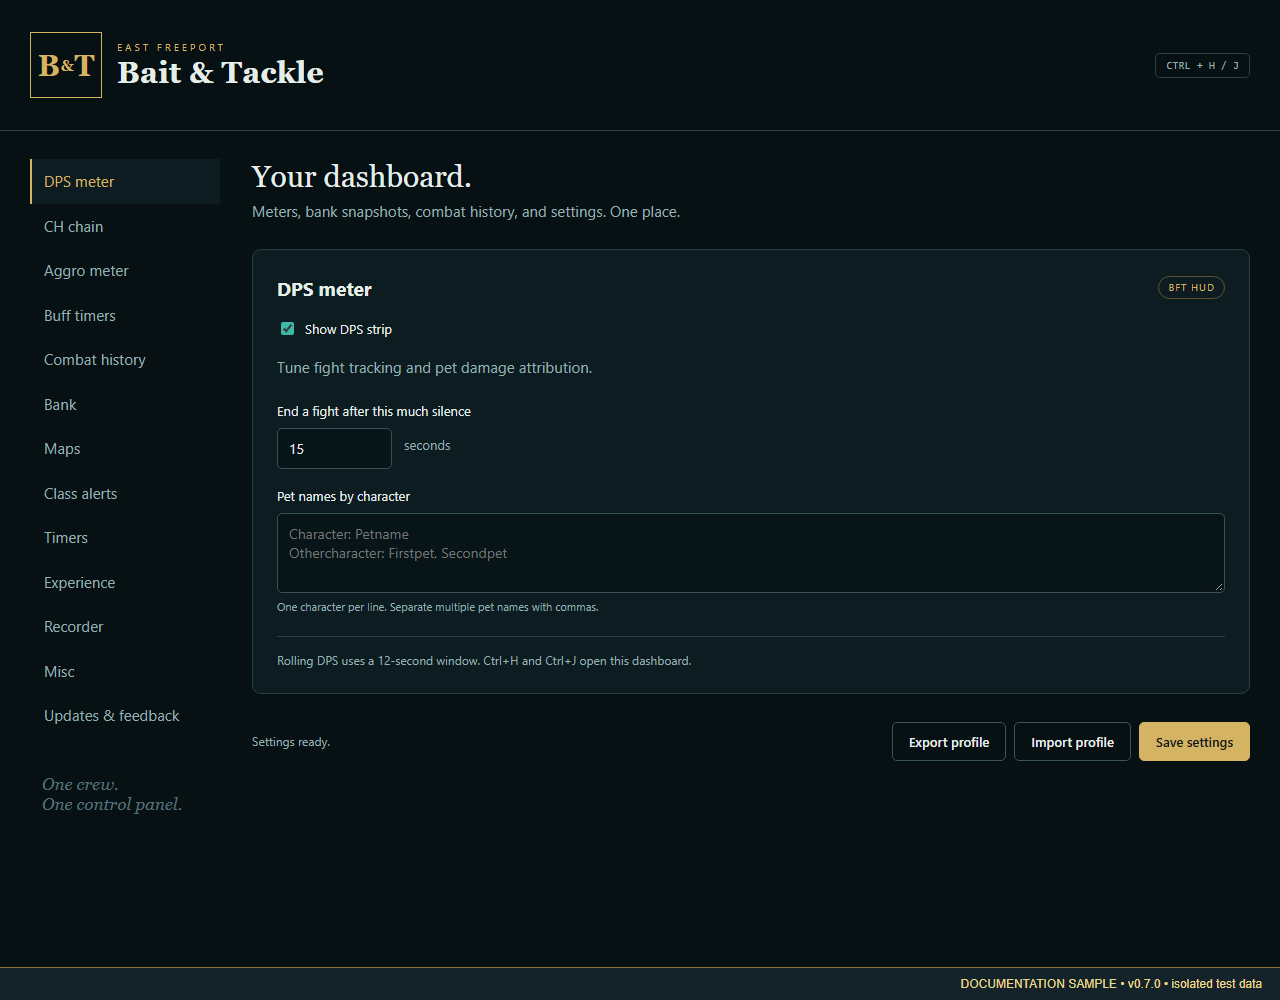 B&T
EAST FREEPORT
Bait & Tackle
CTRL + H / J
DPS meter
CH chain
Aggro meter
Buff timers
Combat history
Bank
Maps
Class alerts
Timers
Experience
Recorder
Misc
Updates & feedback
One crew.
One control panel.
Your dashboard.
Meters, bank snapshots, combat history, and settings. One place.
DPS meter
BFT HUD
Show DPS strip
Tune fight tracking and pet damage attribution.
End a fight after this much silence
15 seconds
Pet names by character
Character: Petname
Othercharacter: Firstpet, Secondpet
One character per line. Separate multiple pet names with commas.
Rolling DPS uses a 12-second window. Ctrl+H and Ctrl+J open this dashboard.
Settings ready.
Export profile
Import profile
Save settings
DOCUMENTATION SAMPLE • v0.7.0 • isolated test data